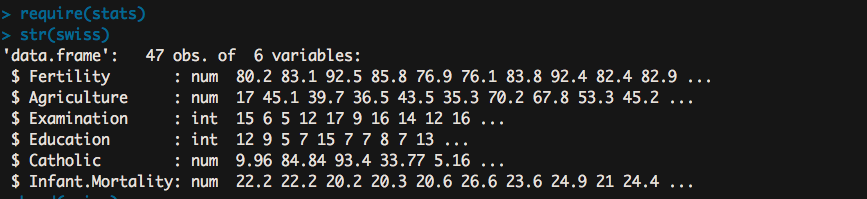 > require(stats)
> str(swiss)
'data.frame':   47 obs. of  6 variables:
 $ Fertility       : num  80.2 83.1 92.5 85.8 76.9 76.1 83.8 92.4 82.4 82.9 ...
 $ Agriculture     : num  17 45.1 39.7 36.5 43.5 35.3 70.2 67.8 53.3 45.2 ...
 $ Examination     : int  15 6 5 12 17 9 16 14 12 16 ...
 $ Education       : int  12 9 5 7 15 7 7 8 7 13 ...
 $ Catholic        : num  9.96 84.84 93.4 33.77 5.16 ...
 $ Infant.Mortality: num  22.2 22.2 20.2 20.3 20.6 26.6 23.6 24.9 21 24.4 ...